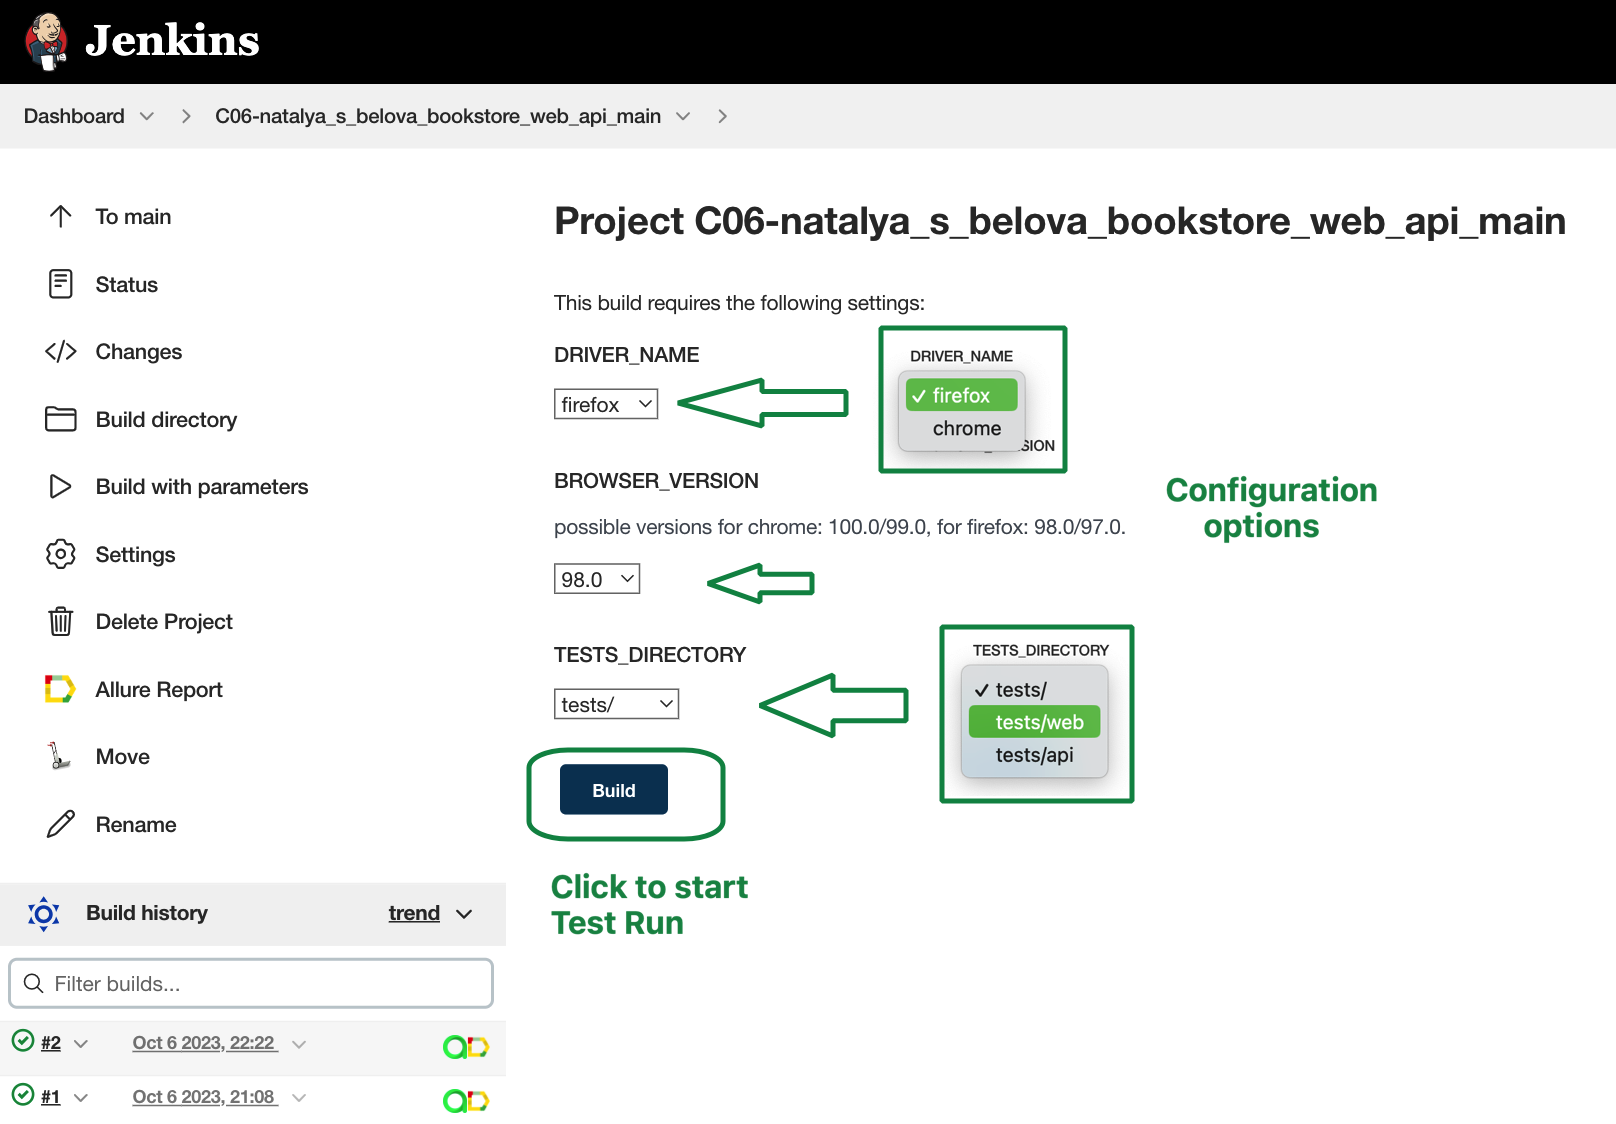 Jenkins
Dashboard
C06-natalya_s_belova_bookstore_web_api_main
To main
Status
Changes
Build directory
Build with parameters
Settings
Delete Project
Allure Report
Move
Rename
Build history
trend
Filter builds...
#2
Oct 6 2023, 22:22
#1
Oct 6 2023, 21:08
Project C06-natalya_s_belova_bookstore_web_api_main
This build requires the following settings:
DRIVER_NAME
firefox
DRIVER_NAME
✓ firefox
chrome
BROWSER_VERSION
possible versions for chrome: 100.0/99.0, for firefox: 98.0/97.0.
98.0
Configuration
options
TESTS_DIRECTORY
tests/
TESTS_DIRECTORY
✓ tests/
tests/web
tests/api
Build
Click to start
Test Run